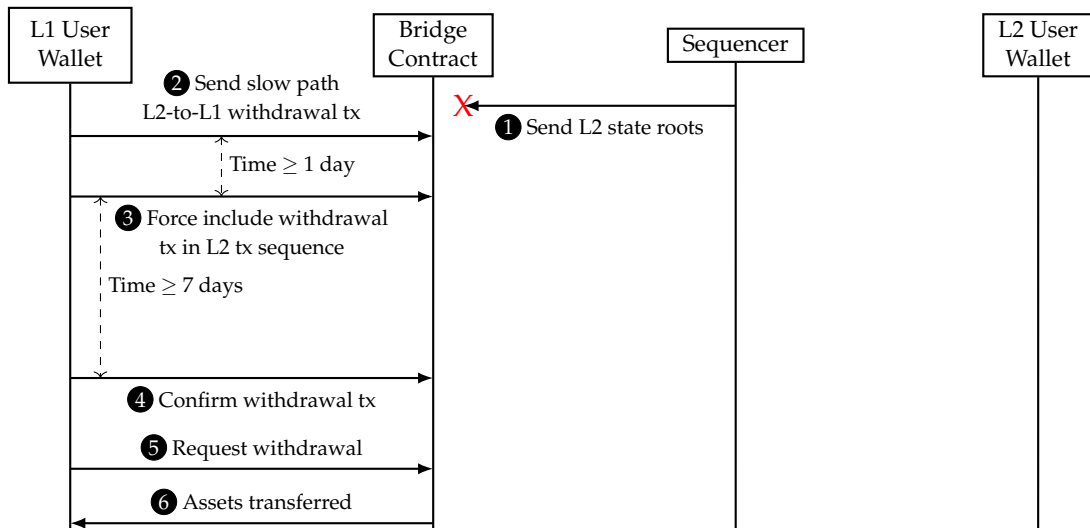 L1 User
Wallet
Bridge
Contract
Sequencer
L2 User
Wallet
2 Send slow path
L2-to-L1 withdrawal tx
X
1 Send L2 state roots
Time ≥ 1 day
3 Force include withdrawal
tx in L2 tx sequence
Time ≥ 7 days
4 Confirm withdrawal tx
5 Request withdrawal
6 Assets transferred